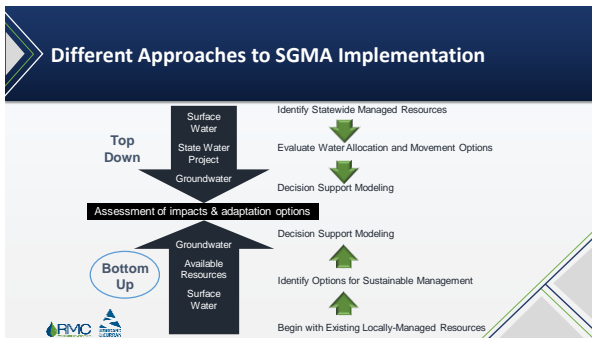 Different Approaches to SGMA Implementation
Top
Down
Surface
Water
State Water
Project
Groundwater
Identify Statewide Managed Resources
Evaluate Water Allocation and Movement Options
Decision Support Modeling
Assessment of impacts & adaptation options
Bottom
Up
Groundwater
Available
Resources
Surface
Water
Decision Support Modeling
Identify Options for Sustainable Management
Begin with Existing Locally-Managed Resources
RMC